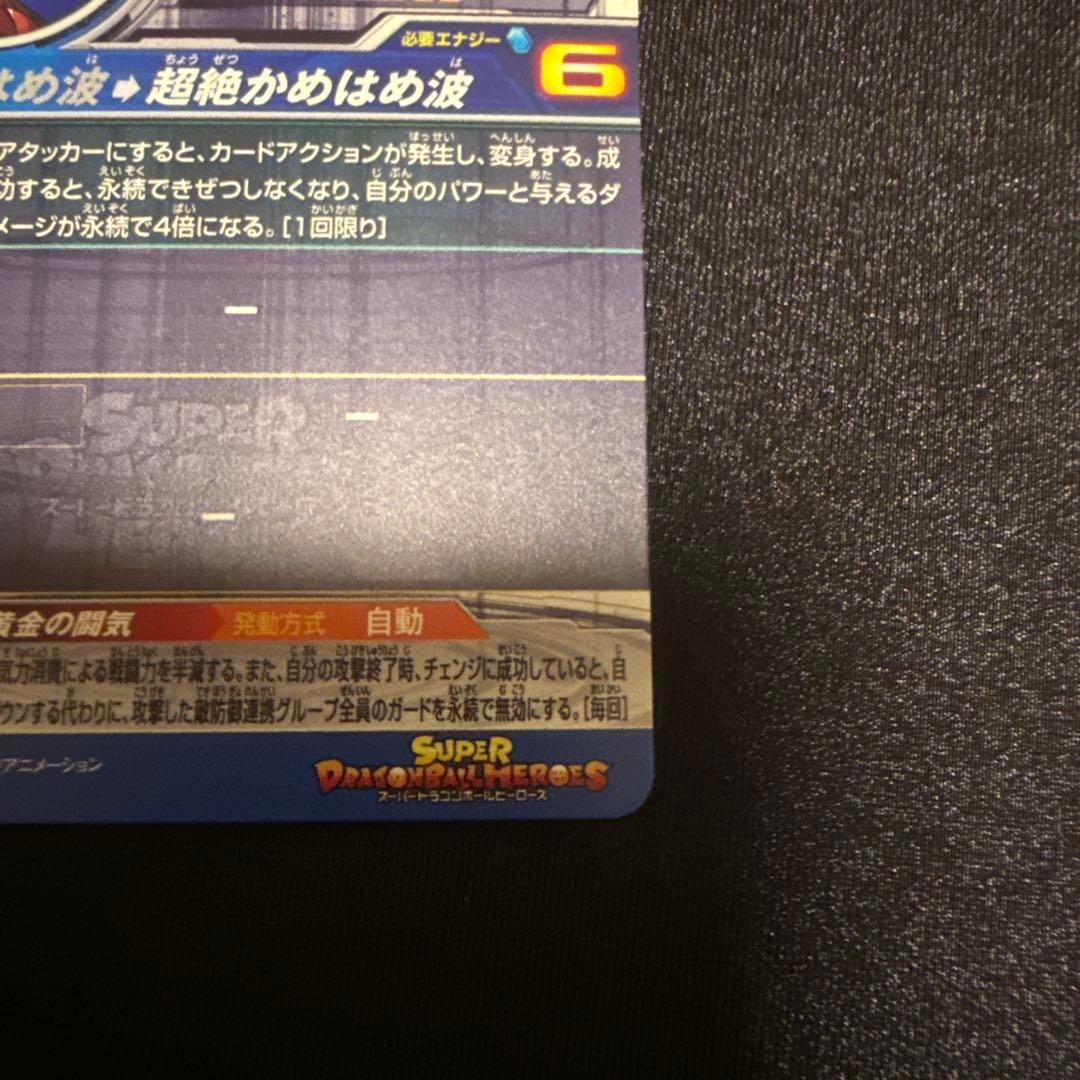 必要エナジー
6
はめ波➡超絶かめはめ波
アタッカーにすると、カードアクションが発生し、変身する。成
功すると、永続できぜつしなくなり、自分のパワーと与えるダ
メージが永続で4倍になる。[1回限り]
ー
SUPER
ー
ー
黄金の闘気 発動方式 自動
気力消費による戦闘力を半減する。また、自分の攻撃終了時、チェンジに成功していると、自
ウンする代わりに、攻撃した敵防御連携グループ全員のガードを永続で無効にする。[毎回]
アニメーション
SUPER
DRAGONBALL HEROES
スーパードラゴンボールヒーローズ